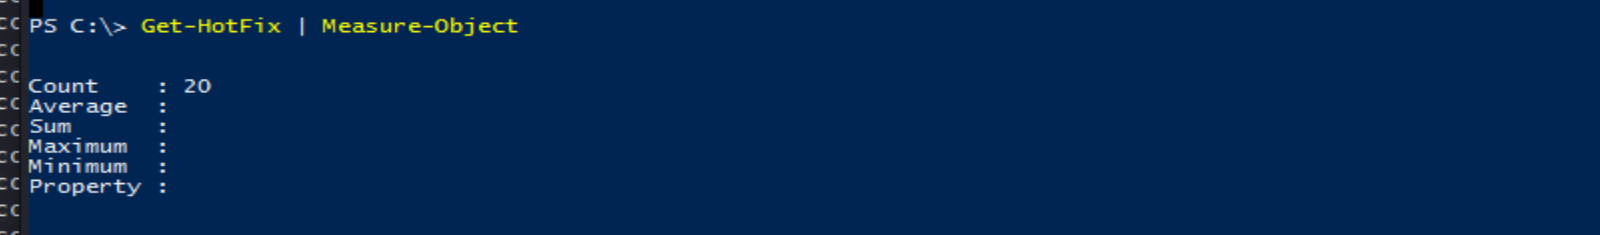 PS C:\> Get-HotFix | Measure-Object
Count    : 20
Average  :
Sum      :
Maximum  :
Minimum  :
Property :